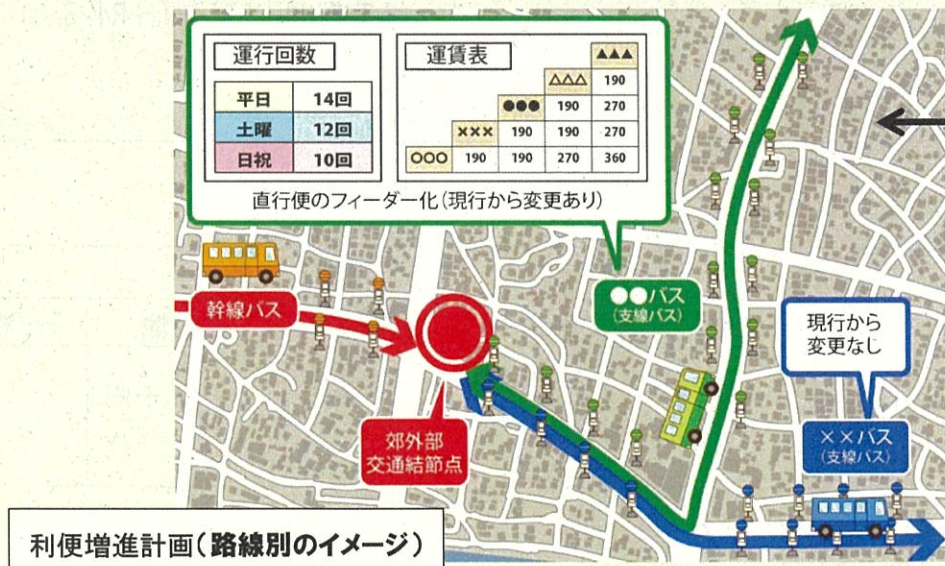 運行回数
平日 14回
土曜 12回
日祝 10回
運賃表
▲▲▲
△△△ 190
●●● 190 270
××× 190 190 270
○○○ 190 190 270 360
直行便のフィーダー化(現行から変更あり)
幹線バス
●●バス
(支線バス)
現行から
変更なし
郊外部
交通結節点
××バス
(支線バス)
利便増進計画(路線別のイメージ)